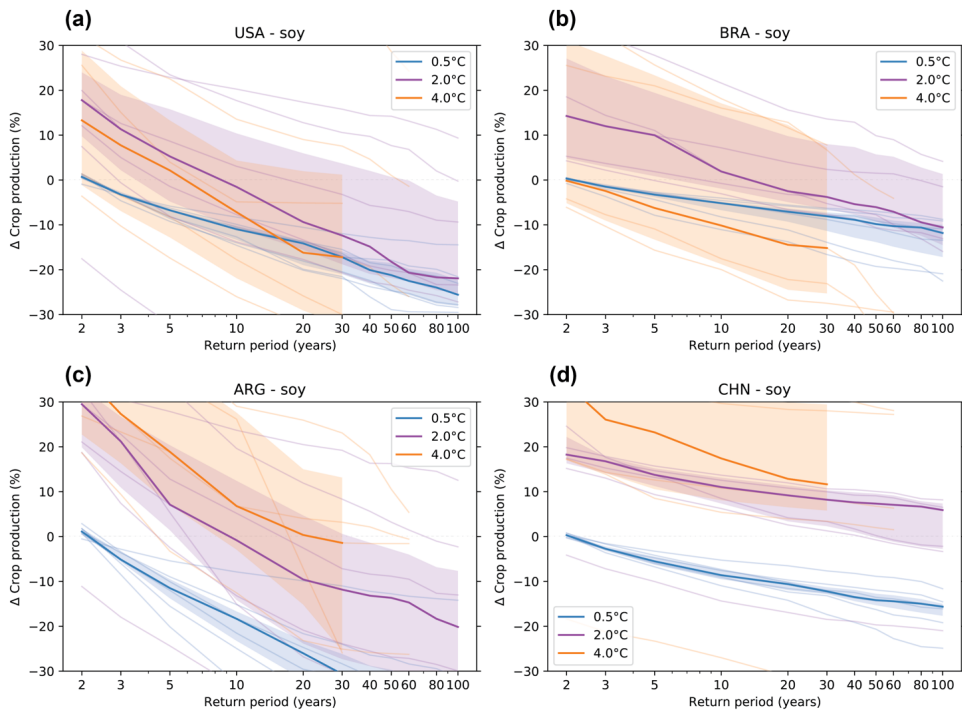 (a)
USA - soy
30
20
10
0
−10
−20
−30
Δ Crop production (%)
0.5°C
2.0°C
4.0°C
2 3 5 10 20 30 40 50 60 80 100
Return period (years)
(b)
BRA - soy
30
20
10
0
−10
−20
−30
Δ Crop production (%)
0.5°C
2.0°C
4.0°C
2 3 5 10 20 30 40 50 60 80 100
Return period (years)
(c)
ARG - soy
30
20
10
0
−10
−20
−30
Δ Crop production (%)
0.5°C
2.0°C
4.0°C
2 3 5 10 20 30 40 50 60 80 100
Return period (years)
(d)
CHN - soy
30
20
10
0
−10
−20
−30
Δ Crop production (%)
0.5°C
2.0°C
4.0°C
2 3 5 10 20 30 40 50 60 80 100
Return period (years)